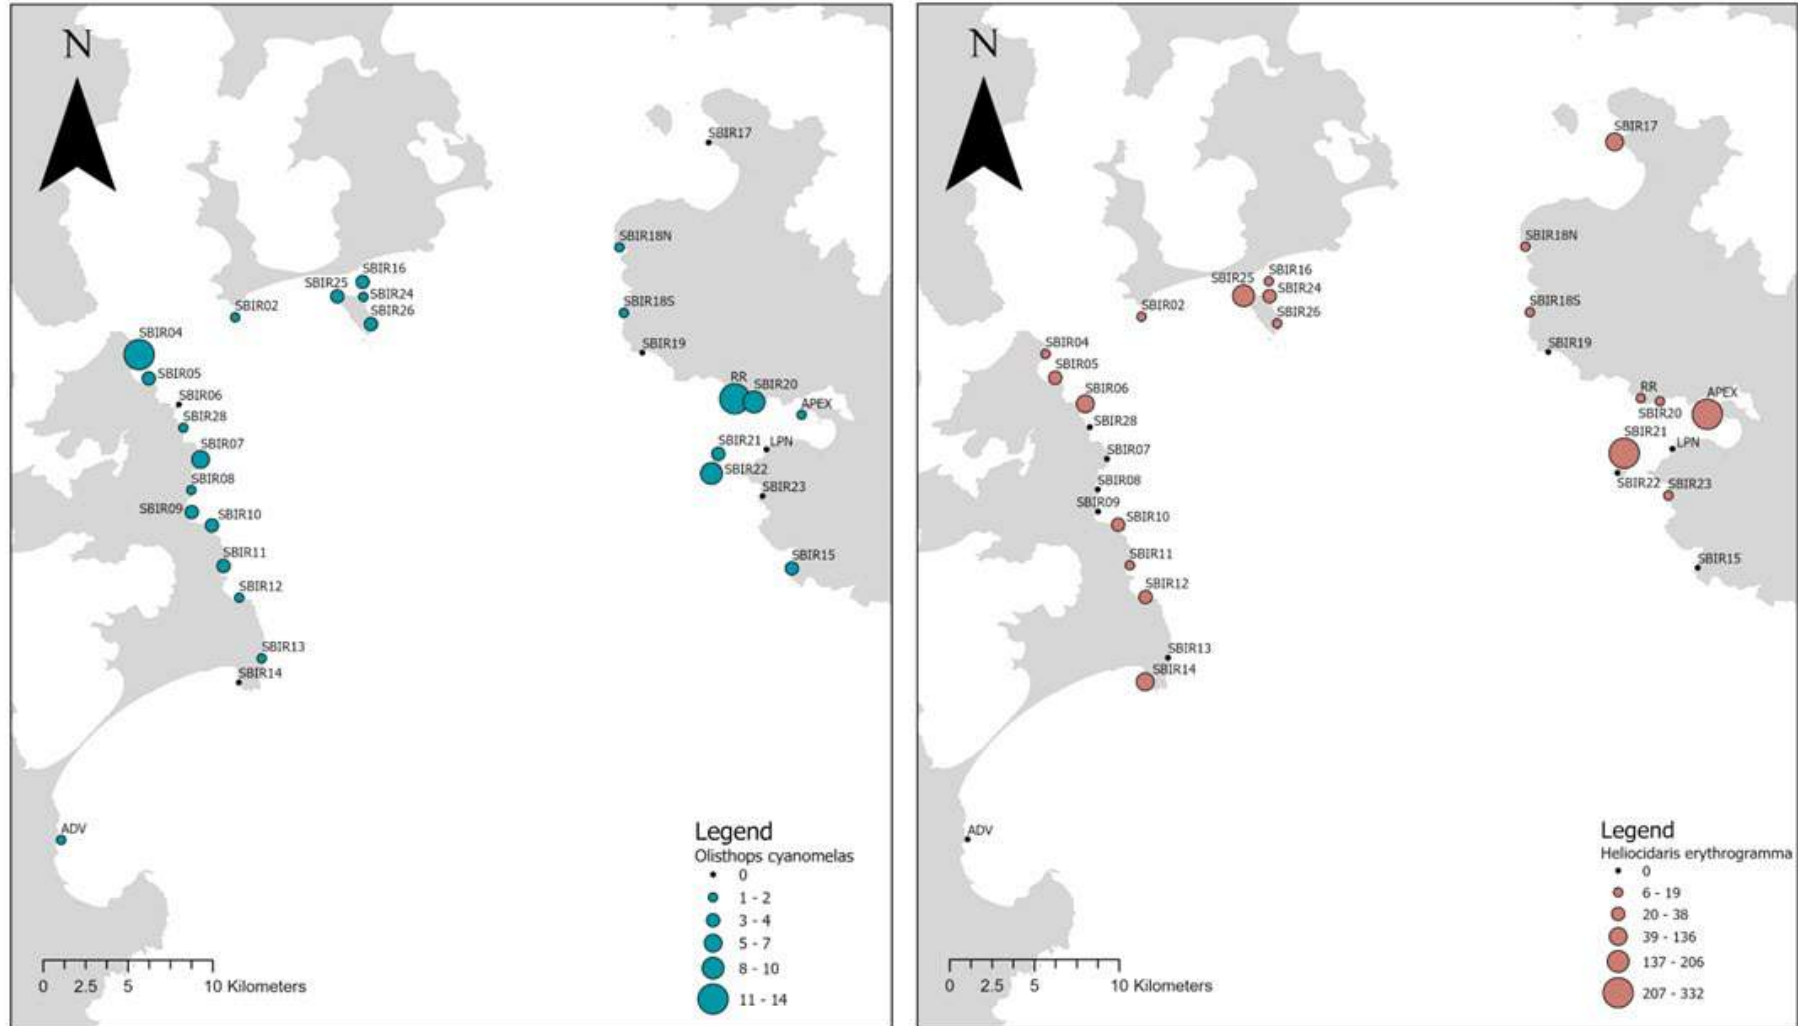 N
SBIR17
SBIR18N
SBIR16
SBIR25
SBIR24
SBIR02
SBIR26
SBIR18S
SBIR04
SBIR19
SBIR05
RR
SBIR20
SBIR06
APEX
SBIR28
SBIR07
SBIR21
LPN
SBIR22
SBIR08
SBIR23
SBIR09
SBIR10
SBIR11
SBIR15
SBIR12
SBIR13
SBIR14
ADV
Legend
Olisthops cyanomelas
0
1 - 2
3 - 4
5 - 7
8 - 10
11 - 14
0 2.5 5 10 Kilometers
N
SBIR17
SBIR18N
SBIR16
SBIR25
SBIR24
SBIR02
SBIR26
SBIR18S
SBIR04
SBIR19
SBIR05
SBIR06
RR
APEX
SBIR20
SBIR28
SBIR21
LPN
SBIR07
SBIR22
SBIR08
SBIR23
SBIR09
SBIR10
SBIR11
SBIR15
SBIR12
SBIR13
SBIR14
ADV
Legend
Heliocidaris erythrogramma
0
6 - 19
20 - 38
39 - 136
137 - 206
207 - 332
0 2.5 5 10 Kilometers